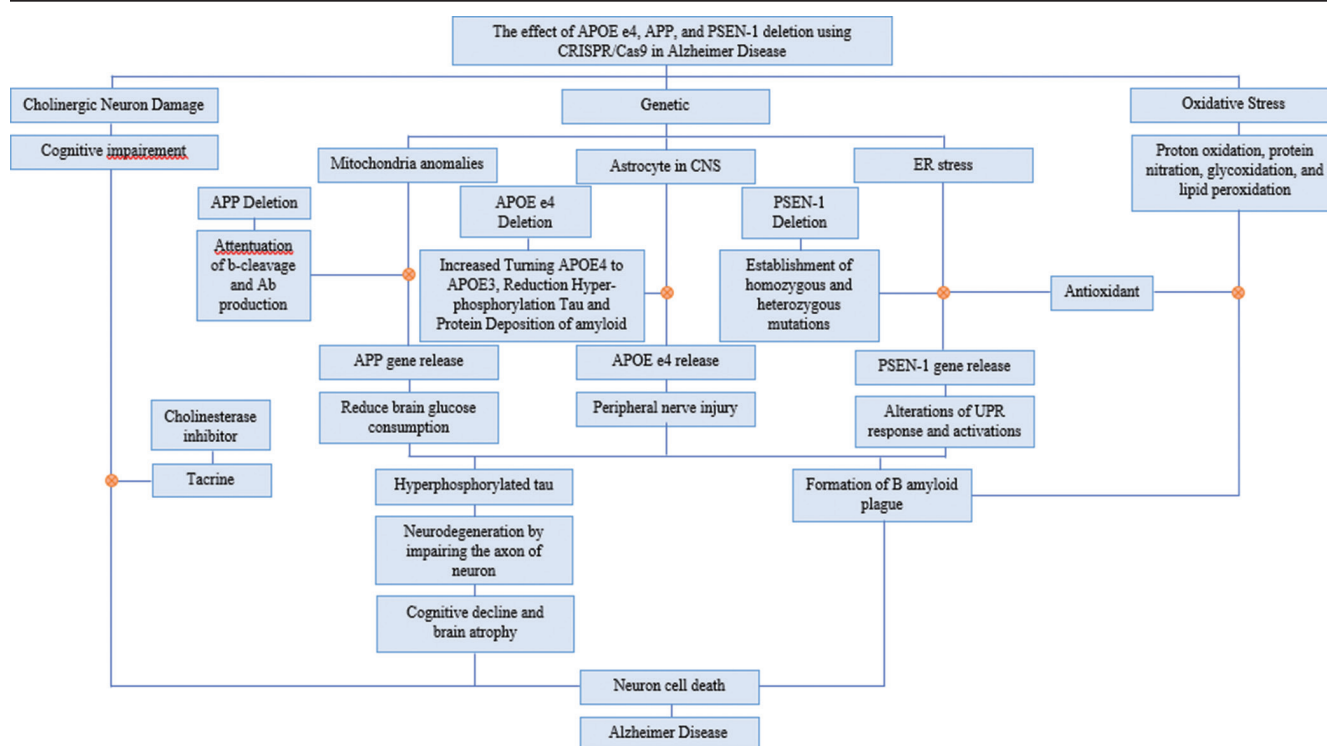 The effect of APOE e4, APP, and PSEN-1 deletion using
CRISPR/Cas9 in Alzheimer Disease
Cholinergic Neuron Damage
Genetic
Oxidative Stress
Cognitive impairement
Mitochondria anomalies
Astrocyte in CNS
ER stress
Proton oxidation, protein
nitration, glycoxidation, and
lipid peroxidation
APP Deletion
APOE e4
Deletion
PSEN-1
Deletion
Attentuation
of b-cleavage
and Ab
production
Increased Turning APOE4 to
APOE3, Reduction Hyper-
phosphorylation Tau and
Protein Deposition of amyloid
Establishment of
homozygous and
heterozygous
mutations
Antioxidant
APP gene release
APOE e4 release
PSEN-1 gene release
Reduce brain glucose
consumption
Peripheral nerve injury
Alterations of UPR
response and activations
Cholinesterase
inhibitor
Tacrine
Hyperphosphorylated tau
Formation of B amyloid
plague
Neurodegeneration by
impairing the axon of
neuron
Cognitive decline and
brain atrophy
Neuron cell death
Alzheimer Disease